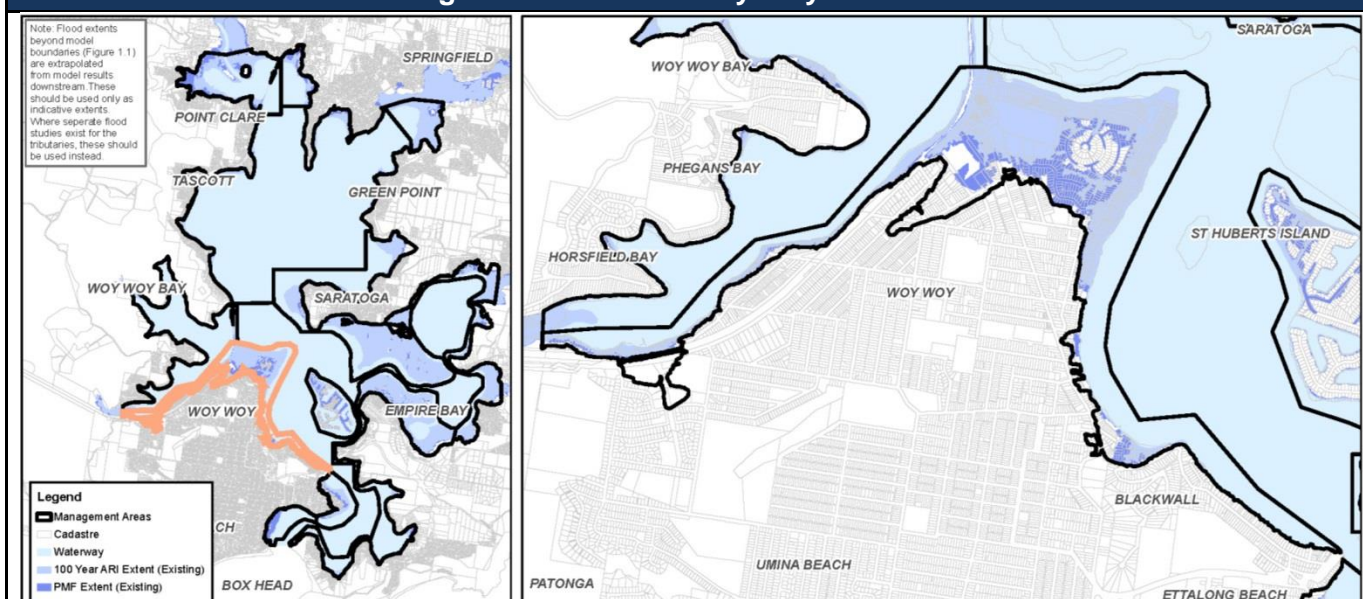 Note: Flood extents
beyond model
boundaries (Figure 1.1)
are extrapolated
from model results
downstream.These
should be used only as
indicative extents.
Where seperate flood
studies exist for the
tributaries, these should
be used instead.
SPRINGFIELD
POINT CLARE
TASCOTT
GREEN POINT
WOY WOY BAY
SARATOGA
WOY WOY
EMPIRE BAY
CH
BOX HEAD
Legend
Management Areas
Cadastre
Waterway
100 Year ARI Extent (Existing)
PMF Extent (Existing)
SARATOGA
WOY WOY BAY
PHEGANS BAY
ST HUBERTS ISLAND
HORSFIELD BAY
WOY WOY
BLACKWALL
UMINA BEACH
PATONGA
ETTALONG BEACH